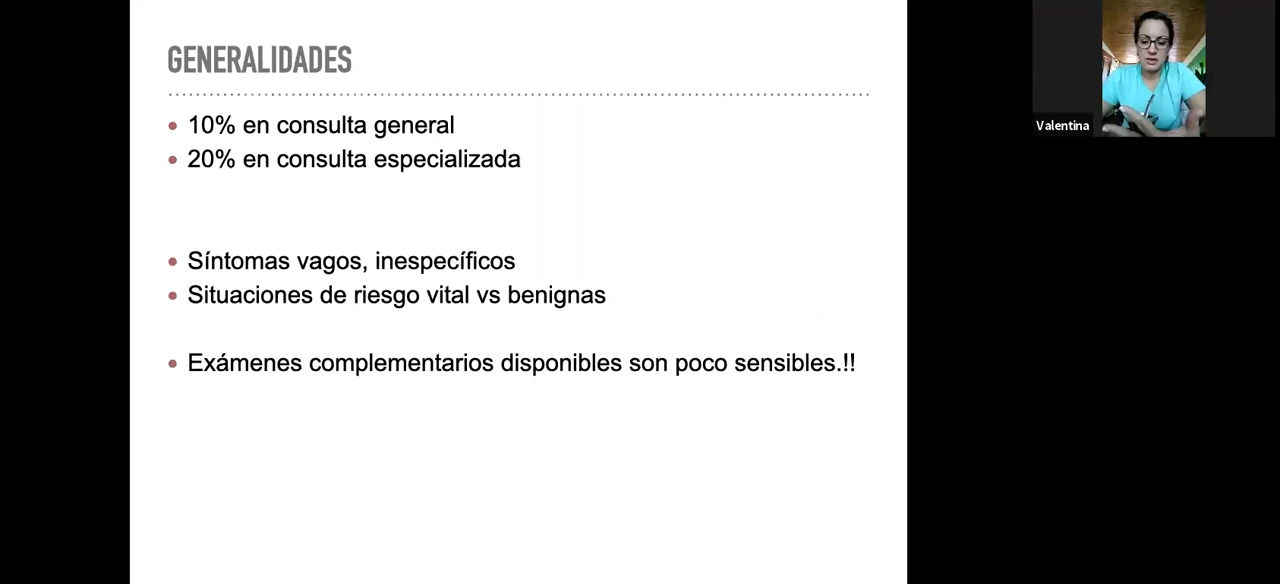 GENERALIDADES
• 10% en consulta general
• 20% en consulta especializada
• Síntomas vagos, inespecíficos
• Situaciones de riesgo vital vs benignas
• Exámenes complementarios disponibles son poco sensibles.!!
Valentina